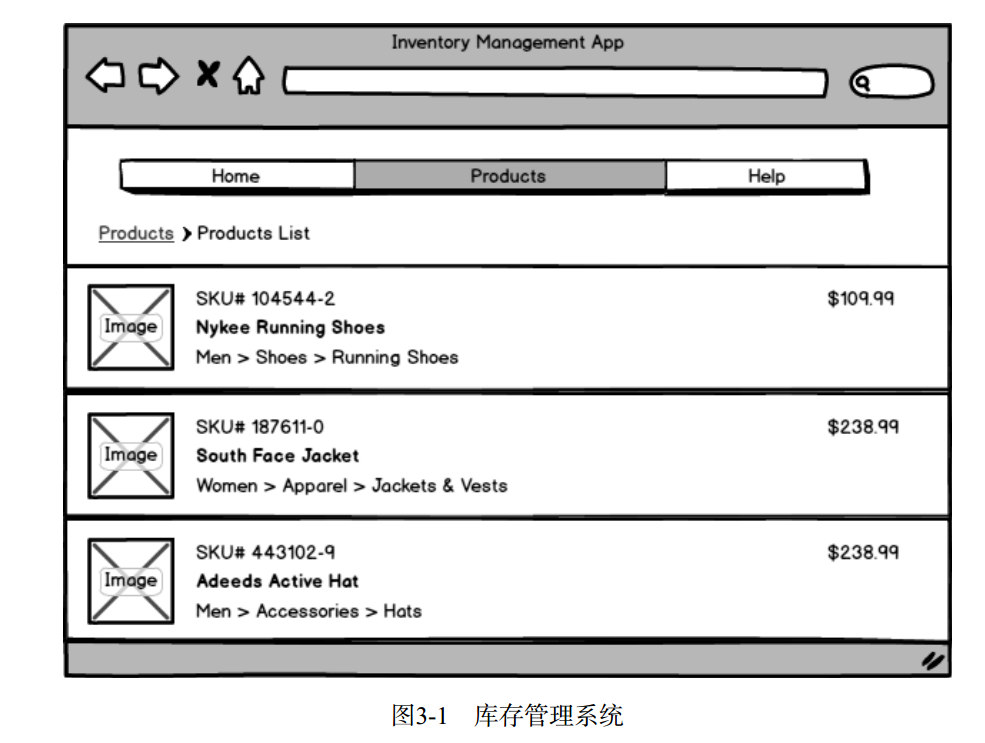 Inventory Management App
Home Products Help
Products › Products List
Image
SKU# 104544-2
$109.99
Nykee Running Shoes
Men > Shoes > Running Shoes
Image
SKU# 187611-0
$238.99
South Face Jacket
Women > Apparel > Jackets & Vests
Image
SKU# 443102-9
$238.99
Adeeds Active Hat
Men > Accessories > Hats
图3-1 库存管理系统